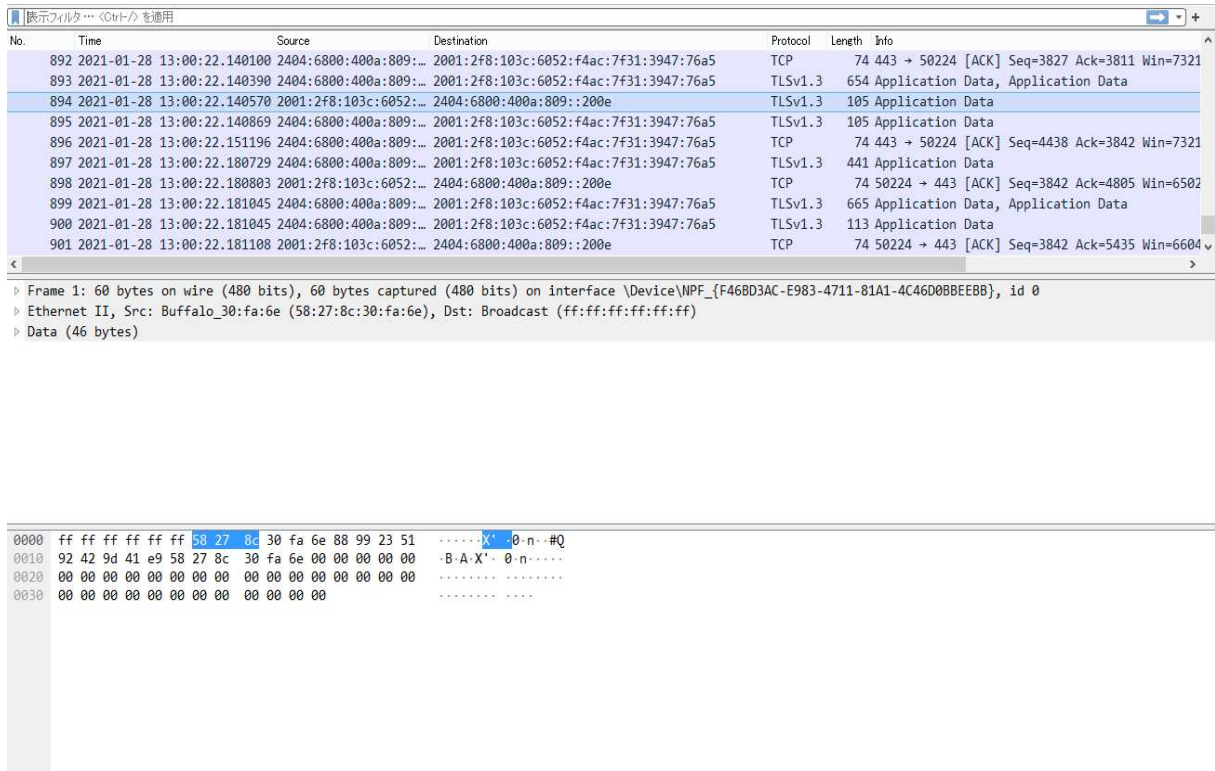 表示フィルタ … <Ctrl-/> を適用
No. Time Source Destination Protocol Length Info
892 2021-01-28 13:00:22.140100 2404:6800:400a:809:… 2001:2f8:103c:6052:f4ac:7f31:3947:76a5 TCP 74 443 → 50224 [ACK] Seq=3827 Ack=3811 Win=7321
893 2021-01-28 13:00:22.140390 2404:6800:400a:809:… 2001:2f8:103c:6052:f4ac:7f31:3947:76a5 TLSv1.3 654 Application Data, Application Data
894 2021-01-28 13:00:22.140570 2001:2f8:103c:6052:… 2404:6800:400a:809::200e TLSv1.3 105 Application Data
895 2021-01-28 13:00:22.140869 2404:6800:400a:809:… 2001:2f8:103c:6052:f4ac:7f31:3947:76a5 TLSv1.3 105 Application Data
896 2021-01-28 13:00:22.151196 2404:6800:400a:809:… 2001:2f8:103c:6052:f4ac:7f31:3947:76a5 TCP 74 443 → 50224 [ACK] Seq=4438 Ack=3842 Win=7321
897 2021-01-28 13:00:22.180729 2404:6800:400a:809:… 2001:2f8:103c:6052:f4ac:7f31:3947:76a5 TLSv1.3 441 Application Data
898 2021-01-28 13:00:22.180803 2001:2f8:103c:6052:… 2404:6800:400a:809::200e TCP 74 50224 → 443 [ACK] Seq=3842 Ack=4805 Win=6502
899 2021-01-28 13:00:22.181045 2404:6800:400a:809:… 2001:2f8:103c:6052:f4ac:7f31:3947:76a5 TLSv1.3 665 Application Data, Application Data
900 2021-01-28 13:00:22.181045 2404:6800:400a:809:… 2001:2f8:103c:6052:f4ac:7f31:3947:76a5 TLSv1.3 113 Application Data
901 2021-01-28 13:00:22.181108 2001:2f8:103c:6052:… 2404:6800:400a:809::200e TCP 74 50224 → 443 [ACK] Seq=3842 Ack=5435 Win=6604
Frame 1: 60 bytes on wire (480 bits), 60 bytes captured (480 bits) on interface \Device\NPF_{F46BD3AC-E983-4711-81A1-4C46D0BBEEBB}, id 0
Ethernet II, Src: Buffalo_30:fa:6e (58:27:8c:30:fa:6e), Dst: Broadcast (ff:ff:ff:ff:ff:ff)
Data (46 bytes)
0000 ff ff ff ff ff ff 58 27 8c 30 fa 6e 88 99 23 51 ······X' ·0·n··#Q
0010 92 42 9d 41 e9 58 27 8c 30 fa 6e 00 00 00 00 00 ·B·A·X'· 0·n·····
0020 00 00 00 00 00 00 00 00 00 00 00 00 00 00 00 00 ········ ········
0030 00 00 00 00 00 00 00 00 00 00 00 00 ········ ····